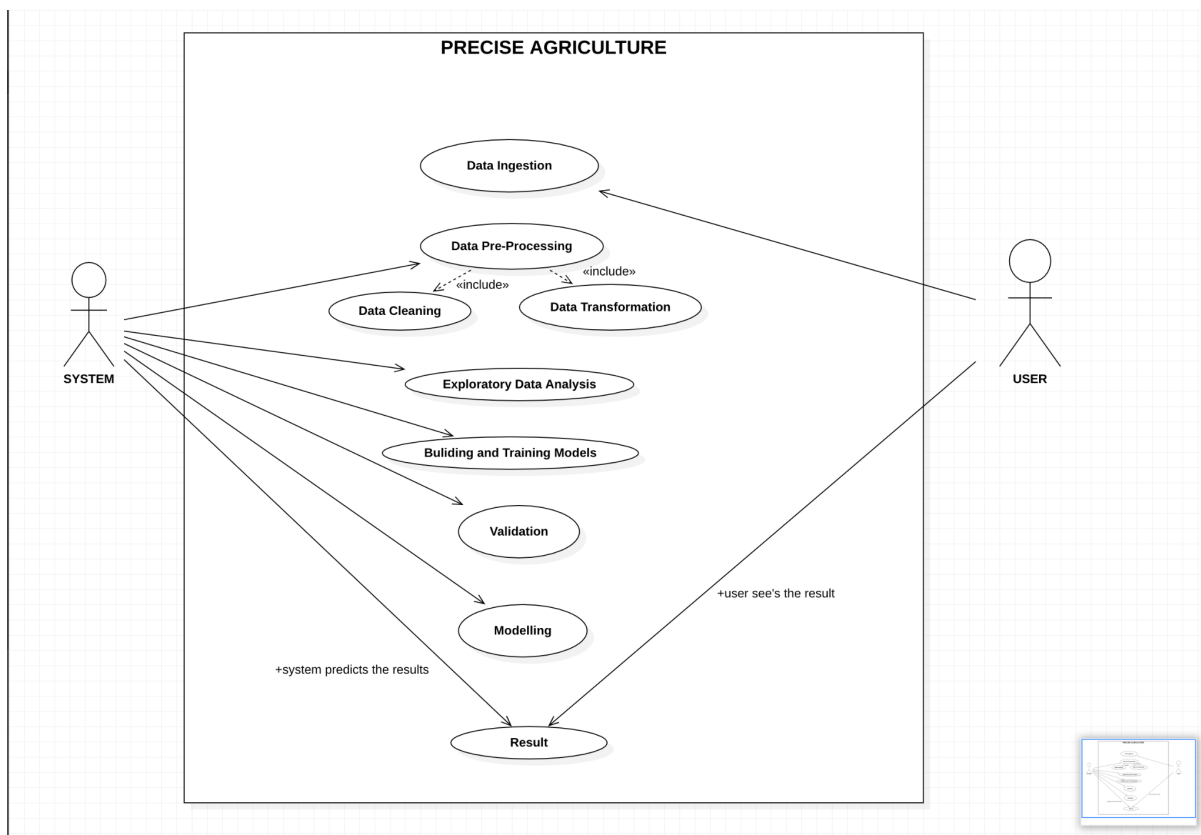 PRECISE AGRICULTURE
Data Ingestion
Data Pre-Processing
«include»
«include»
Data Cleaning
Data Transformation
SYSTEM
USER
Exploratory Data Analysis
Buliding and Training Models
Validation
+user see's the result
Modelling
+system predicts the results
Result